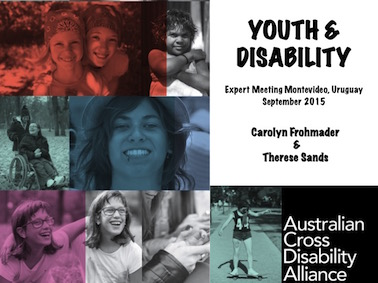 YOUTH &
DISABILITY
Expert Meeting Montevideo, Uruguay
September 2015
Carolyn Frohmader
&
Therese Sands
Australian
Cross
Disability
Alliance